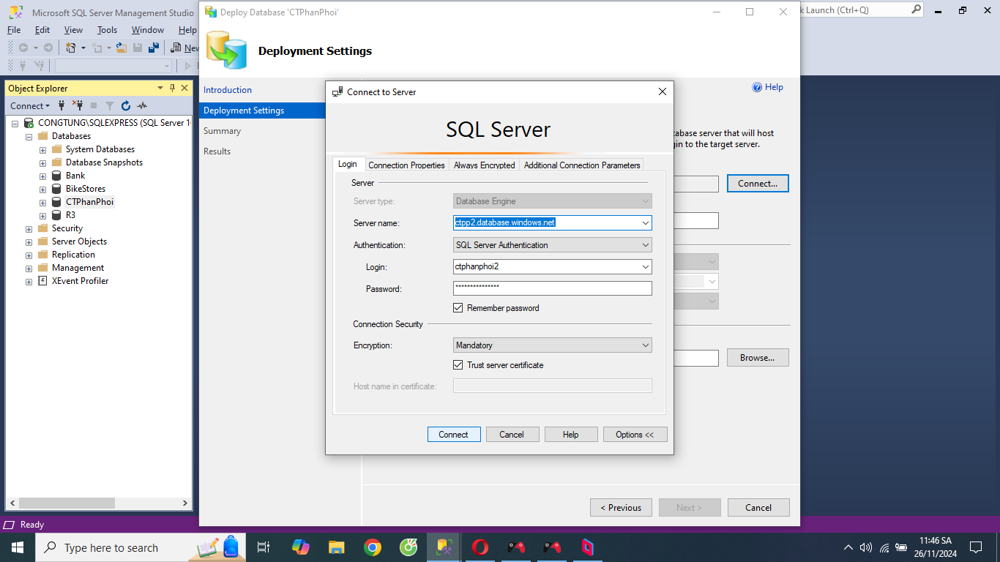 Microsoft SQL Server Management Studio
Deploy Database 'CTPhanPhoi'
k Launch (Ctrl+Q)
File Edit View Tools Window Help
New
Deployment Settings
Object Explorer
Connect
CONGTUNG\SQLEXPRESS (SQL Server 1
Databases
System Databases
Database Snapshots
Bank
BikeStores
CTPhanPhoi
R3
Security
Server Objects
Replication
Management
XEvent Profiler
Introduction
Deployment Settings
Summary
Results
Help
abase server that will host
in to the target server.
Connect...
Browse...
Connect to Server
SQL Server
Login Connection Properties Always Encrypted Additional Connection Parameters
Server
Server type: Database Engine
Server name: ctpp2.database.windows.net
Authentication: SQL Server Authentication
Login: ctphanphoi2
Password: ***************
Remember password
Connection Security
Encryption: Mandatory
Trust server certificate
Host name in certificate:
Connect Cancel Help Options <<
< Previous Next > Cancel
Ready
Type here to search
11:46 SA
26/11/2024